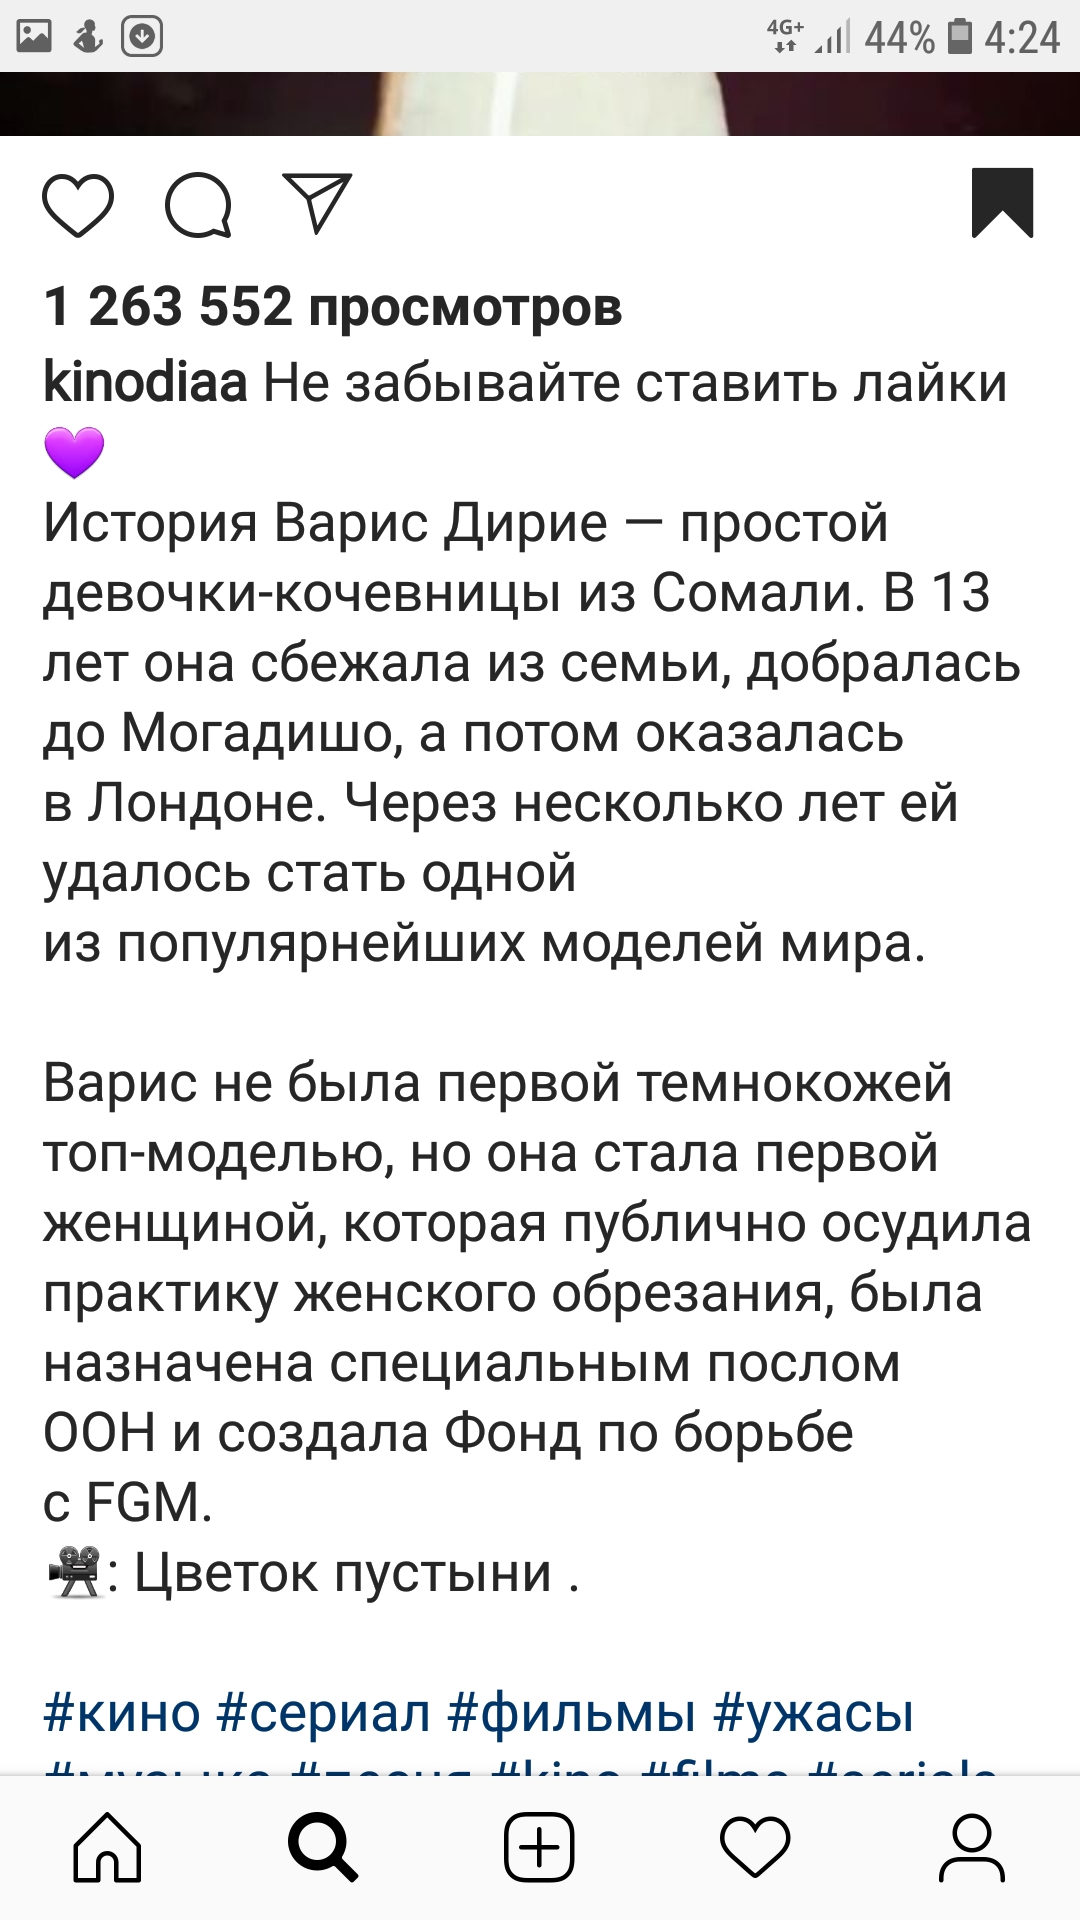 4G+ 44% 4:24
1 263 552 просмотров
kinodiaa Не забывайте ставить лайки
💜
История Варис Дирие — простой
девочки-кочевницы из Сомали. В 13
лет она сбежала из семьи, добралась
до Могадишо, а потом оказалась
в Лондоне. Через несколько лет ей
удалось стать одной
из популярнейших моделей мира.
Варис не была первой темнокожей
топ-моделью, но она стала первой
женщиной, которая публично осудила
практику женского обрезания, была
назначена специальным послом
ООН и создала Фонд по борьбе
с FGM.
🎥: Цветок пустыни .
#кино #сериал #фильмы #ужасы